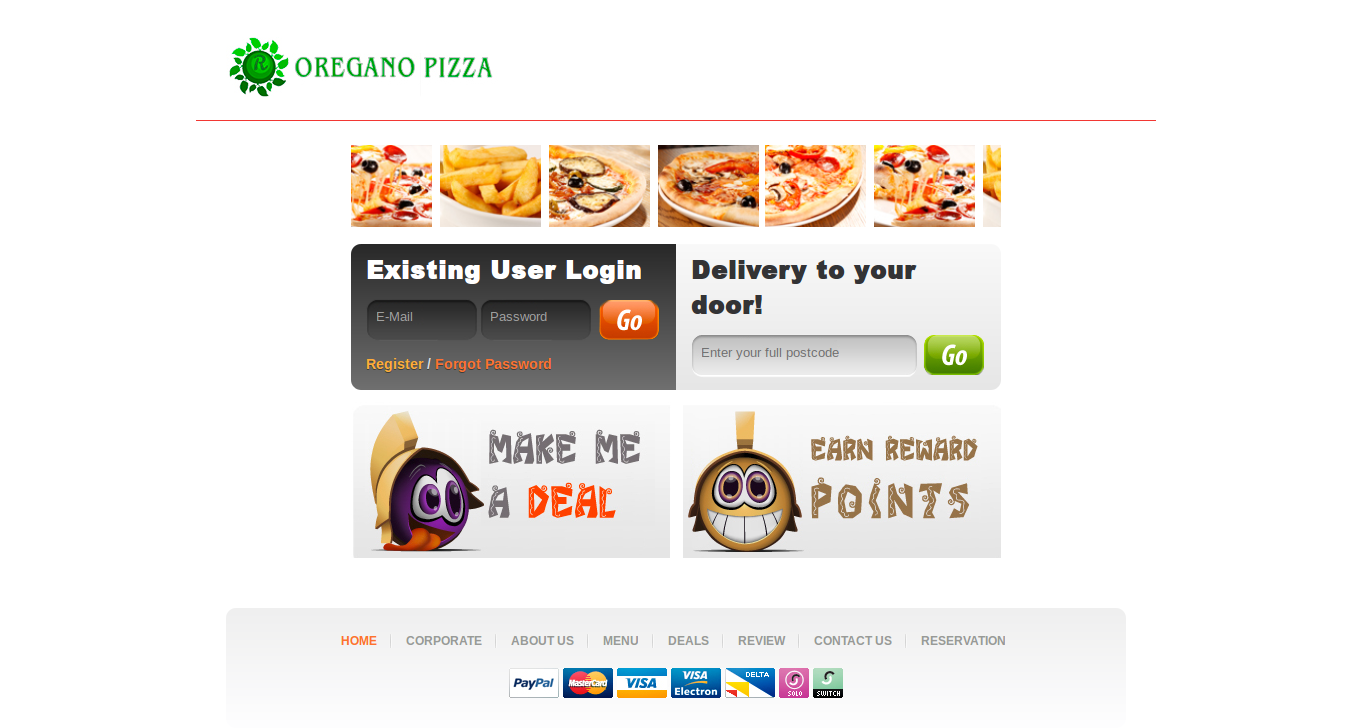 R OREGANO PIZZA
Existing User Login
E-Mail
Password
Go
Register / Forgot Password
Delivery to your
door!
Enter your full postcode
Go
MAKE ME
A DEAL
EARN REWARD
POINTS
HOME CORPORATE ABOUT US MENU DEALS REVIEW CONTACT US RESERVATION
PayPal MasterCard VISA VISA Electron DELTA S SOLO S SWITCH